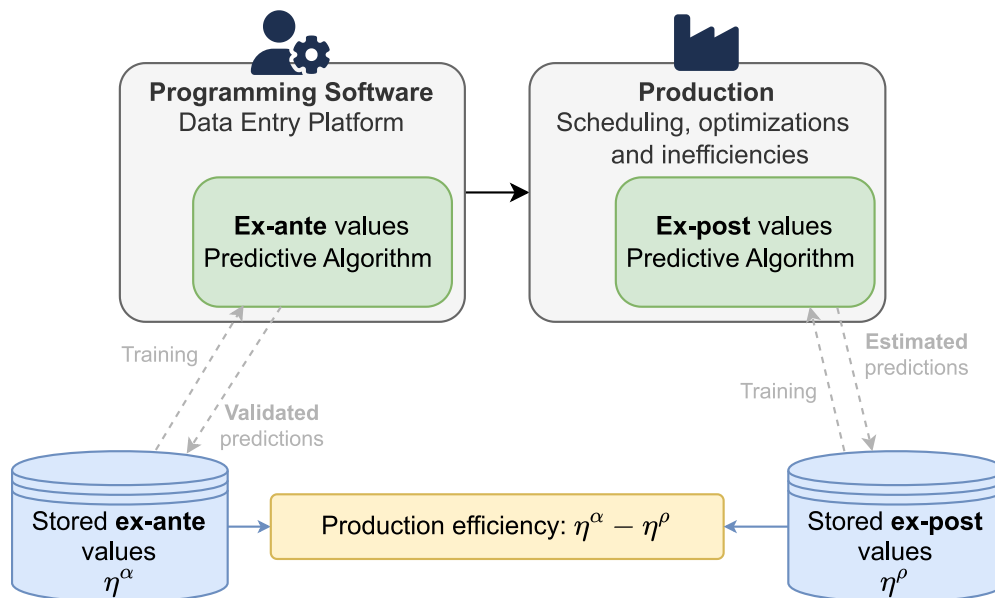 Programming Software
Data Entry Platform
Ex-ante values
Predictive Algorithm
Production
Scheduling, optimizations
and inefficiencies
Ex-post values
Predictive Algorithm
Training
Validated
predictions
Estimated
predictions
Training
Stored ex-ante
values
η^α
Production efficiency: η^α − η^ρ
Stored ex-post
values
η^ρ